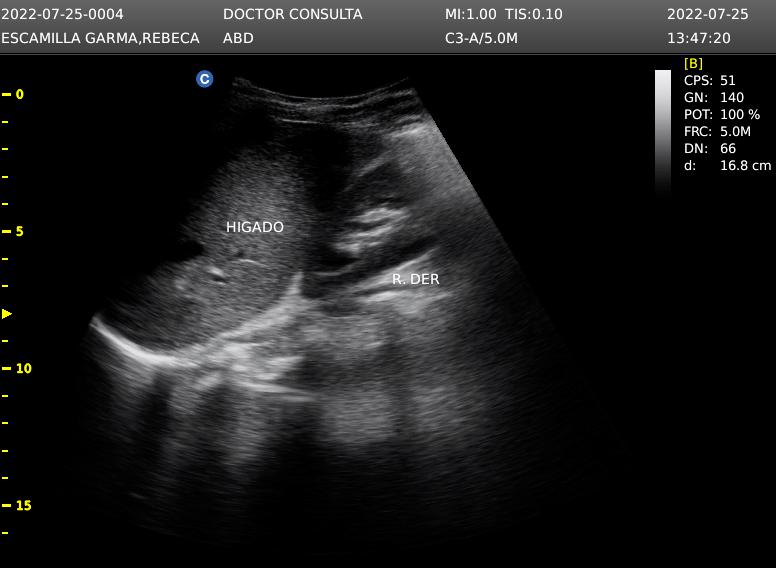 2022-07-25-0004 DOCTOR CONSULTA MI:1.00 TIS:0.10 2022-07-25
ESCAMILLA GARMA,REBECA ABD C3-A/5.0M 13:47:20
C
[B]
CPS: 51
GN: 140
POT: 100 %
FRC: 5.0M
DN: 66
d: 16.8 cm
0
5
10
15
HIGADO
R. DER